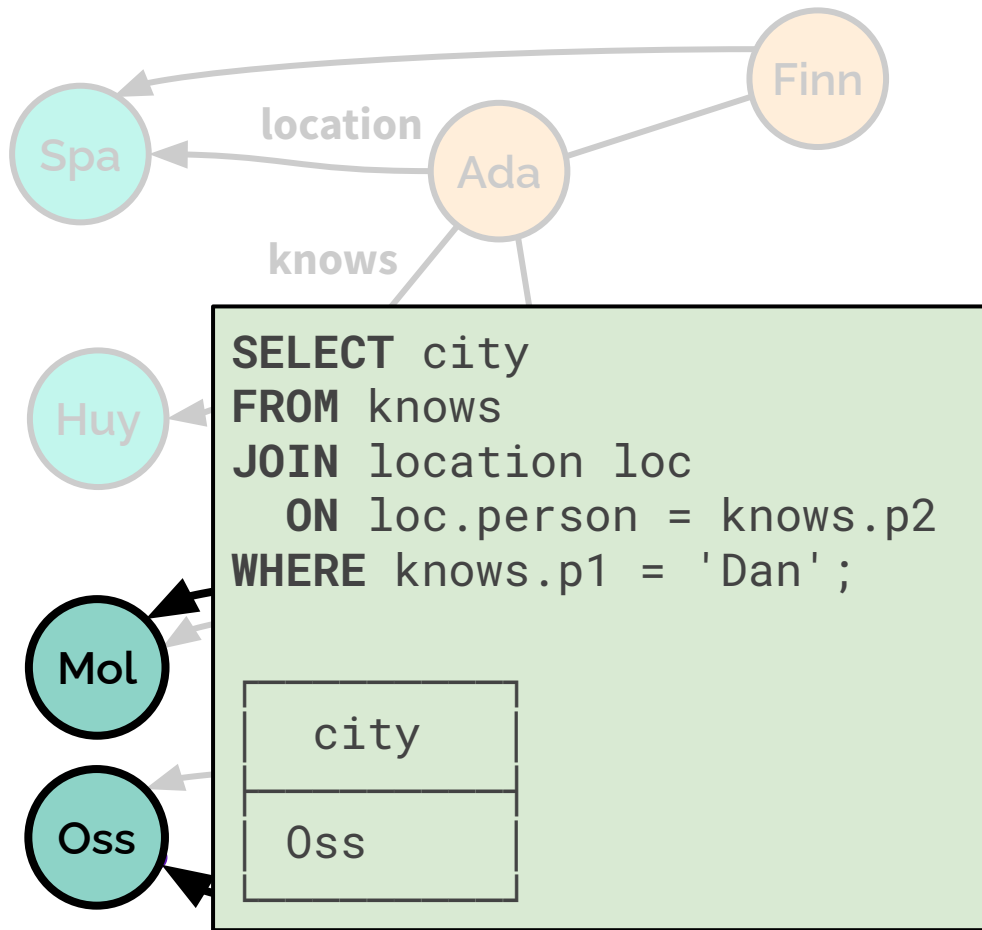 Finn
location
Spa
Ada
knows
SELECT city
FROM knows
JOIN location loc
  ON loc.person = knows.p2
WHERE knows.p1 = 'Dan';
Huy
Mol
city
Oss
Oss